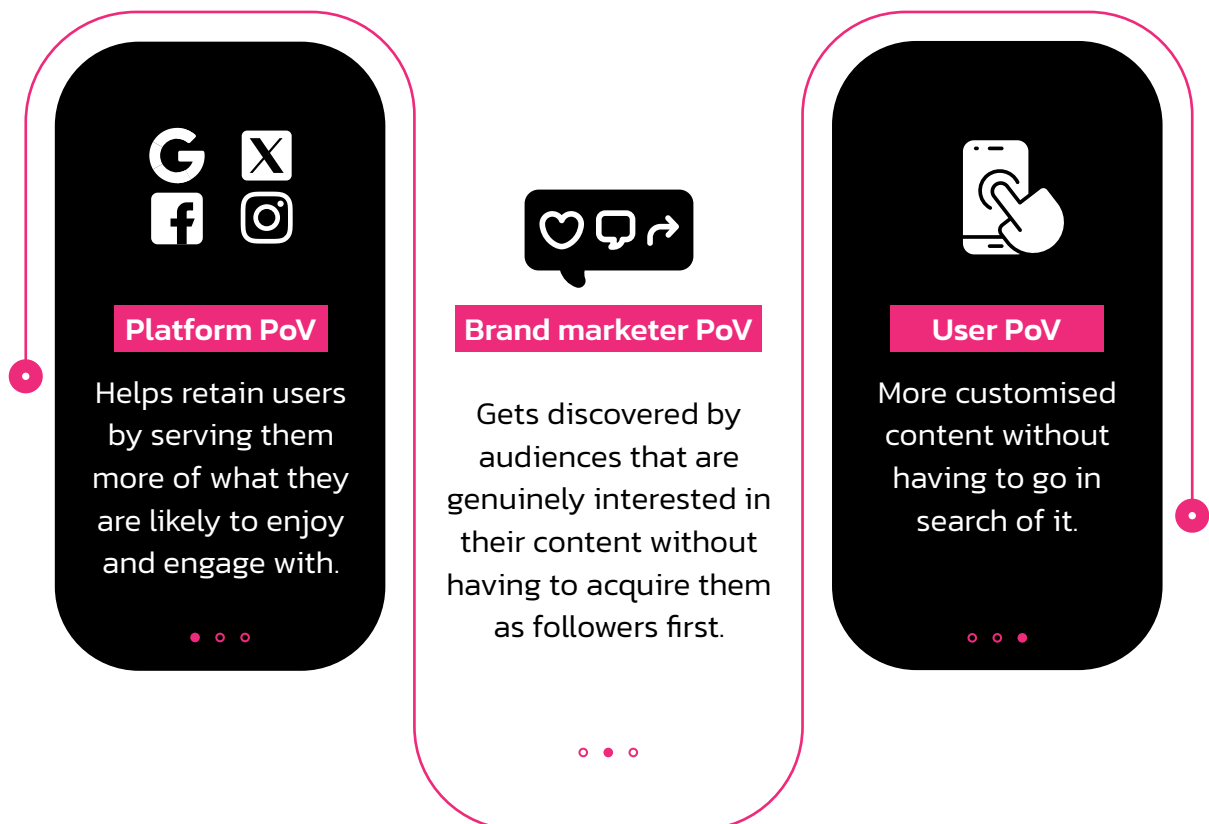 Platform PoV
Helps retain users
by serving them
more of what they
are likely to enjoy
and engage with.
Brand marketer PoV
Gets discovered by
audiences that are
genuinely interested in
their content without
having to acquire them
as followers first.
User PoV
More customised
content without
having to go in
search of it.